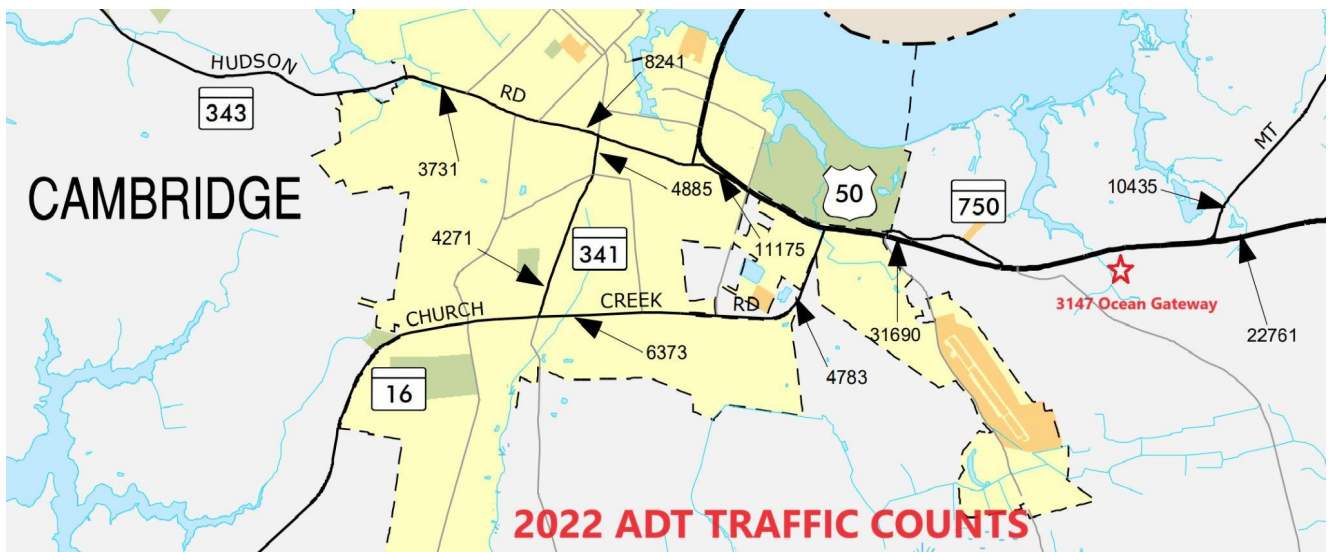 HUDSON
RD
8241
343
3731
4885
MT
10435
50
750
CAMBRIDGE
4271
341
11175
CHURCH
CREEK
RD
3147 Ocean Gateway
31690
22761
6373
4783
16
2022 ADT TRAFFIC COUNTS